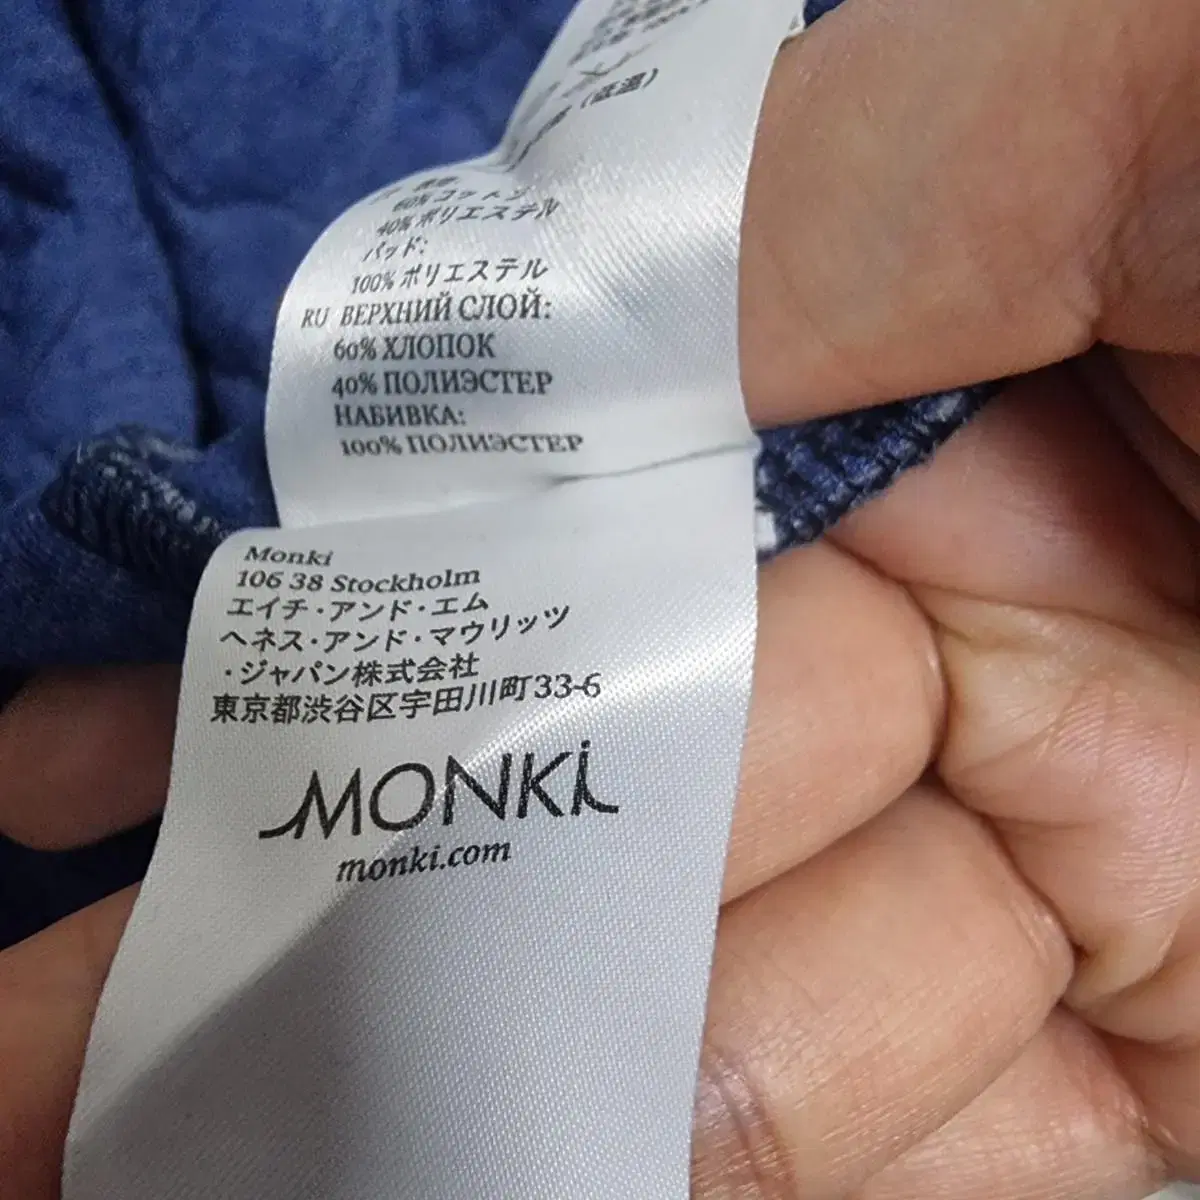 (低温)
60% コットン
40% ポリエステル
パッド:
100% ポリエステル
RU ВЕРХНИЙ СЛОЙ:
60% ХЛОПОК
40% ПОЛИЭСТЕР
НАБИВКА:
100% ПОЛИЭСТЕР
Monki
106 38 Stockholm
エイチ・アンド・エム
ヘネス・アンド・マウリッツ
・ジャパン株式会社
東京都渋谷区宇田川町33-6
MONKi
monki.com